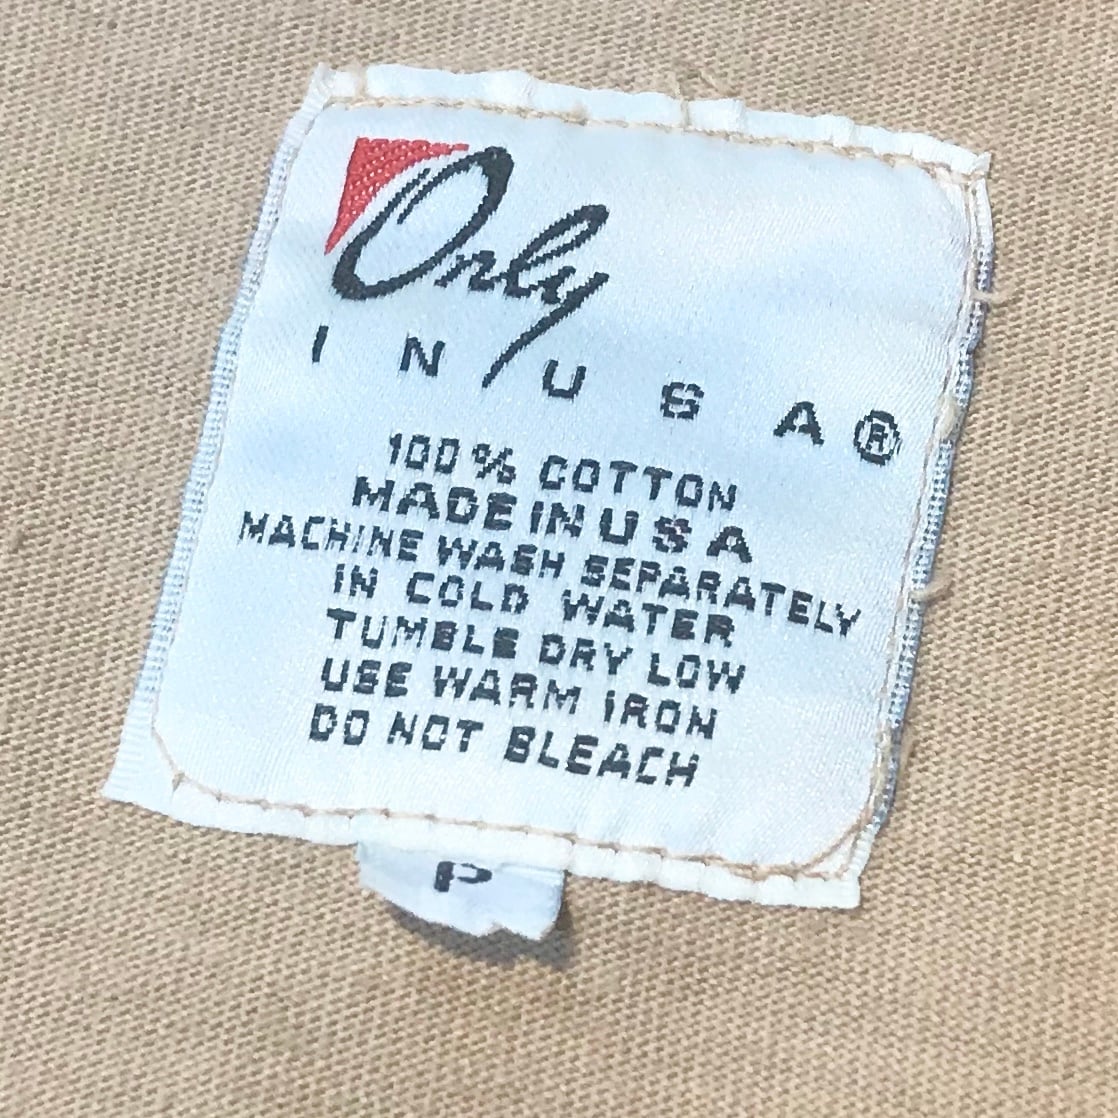 Only
IN USA®
100% COTTON
MADE IN USA
MACHINE WASH SEPARATELY
IN COLD WATER
TUMBLE DRY LOW
USE WARM IRON
DO NOT BLEACH
P